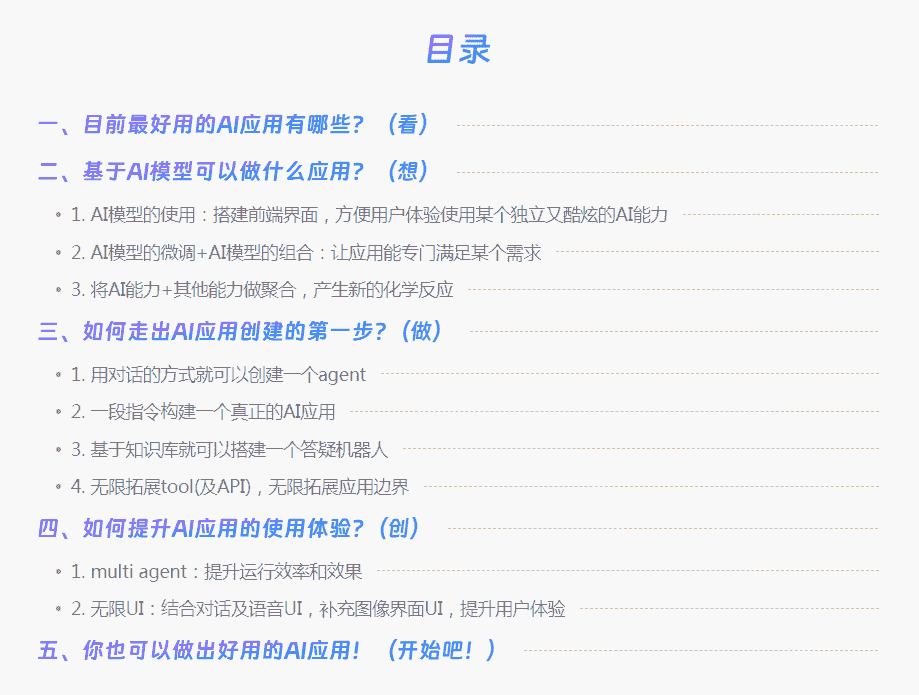 目录
一、目前最好用的AI应用有哪些？（看）
二、基于AI模型可以做什么应用？（想）
• 1. AI模型的使用：搭建前端界面，方便用户体验使用某个独立又酷炫的AI能力
• 2. AI模型的微调+AI模型的组合：让应用能专门满足某个需求
• 3. 将AI能力+其他能力做聚合，产生新的化学反应
三、如何走出AI应用创建的第一步？（做）
• 1. 用对话的方式就可以创建一个agent
• 2. 一段指令构建一个真正的AI应用
• 3. 基于知识库就可以搭建一个答疑机器人
• 4. 无限拓展tool(及API)，无限拓展应用边界
四、如何提升AI应用的使用体验？（创）
• 1. multi agent：提升运行效率和效果
• 2. 无限UI：结合对话及语音UI，补充图像界面UI，提升用户体验
五、你也可以做出好用的AI应用！（开始吧！）